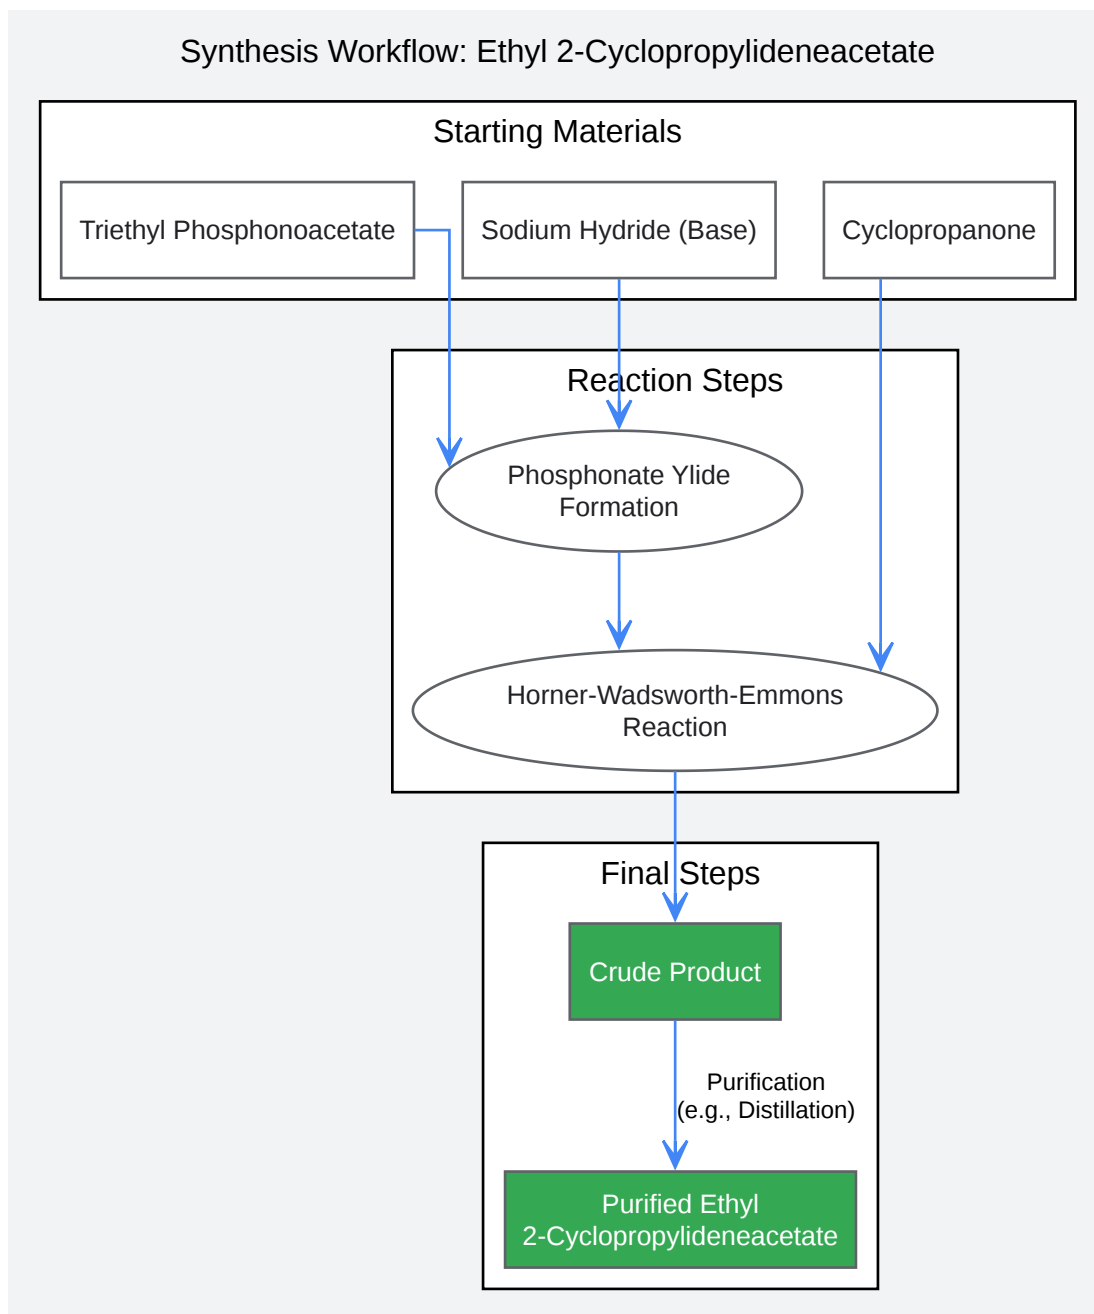 Synthesis Workflow: Ethyl 2-Cyclopropylideneacetate
Starting Materials
Triethyl Phosphonoacetate
Sodium Hydride (Base)
Cyclopropanone
Reaction Steps
Phosphonate Ylide
Formation
Horner-Wadsworth-Emmons
Reaction
Final Steps
Crude Product
Purification
(e.g., Distillation)
Purified Ethyl
2-Cyclopropylideneacetate